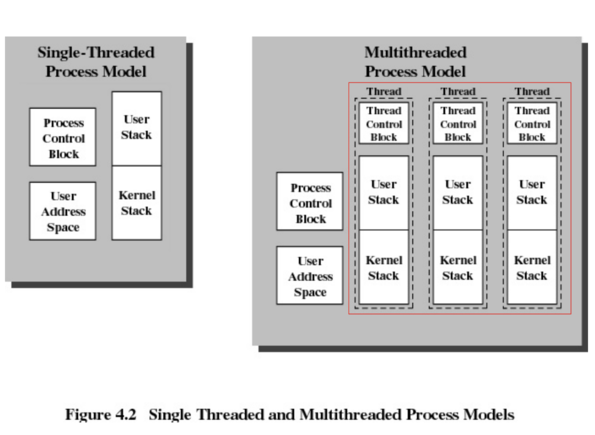 Single-Threaded
Process Model
Process
Control
Block
User
Stack
User
Address
Space
Kernel
Stack
Multithreaded
Process Model
Thread
Thread
Control
Block
User
Stack
Kernel
Stack
Thread
Thread
Control
Block
User
Stack
Kernel
Stack
Thread
Thread
Control
Block
User
Stack
Kernel
Stack
Process
Control
Block
User
Address
Space
Figure 4.2 Single Threaded and Multithreaded Process Models